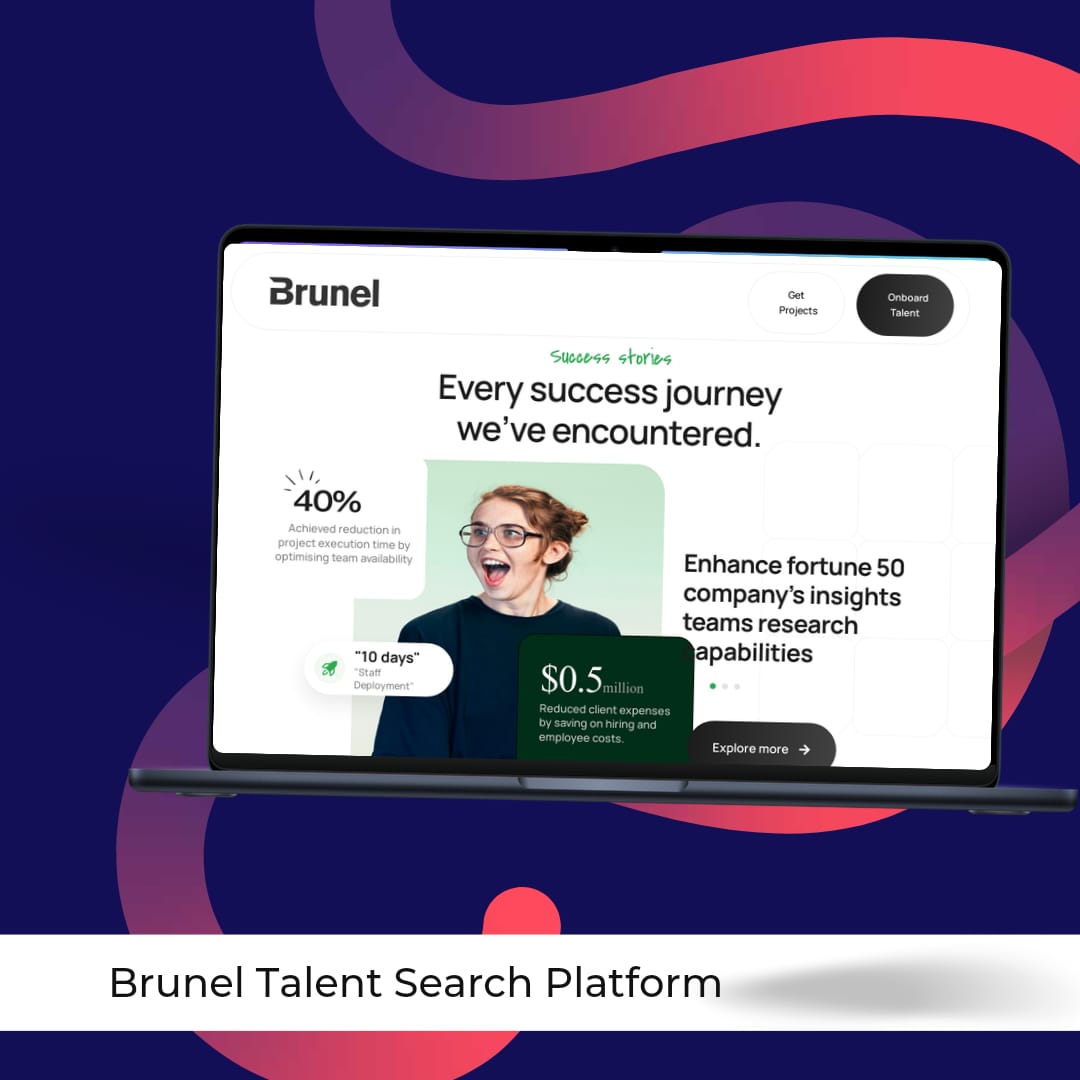 Brunel
Get
Projects
Onboard
Talent
Success stories
Every success journey
we've encountered.
40%
Achieved reduction in
project execution time by
optimising team availability
"10 days"
"Staff
Deployment"
$0.5million
Reduced client expenses
by saving on hiring and
employee costs.
Enhance fortune 50
company's insights
teams research
capabilities
Explore more
Brunel Talent Search Platform